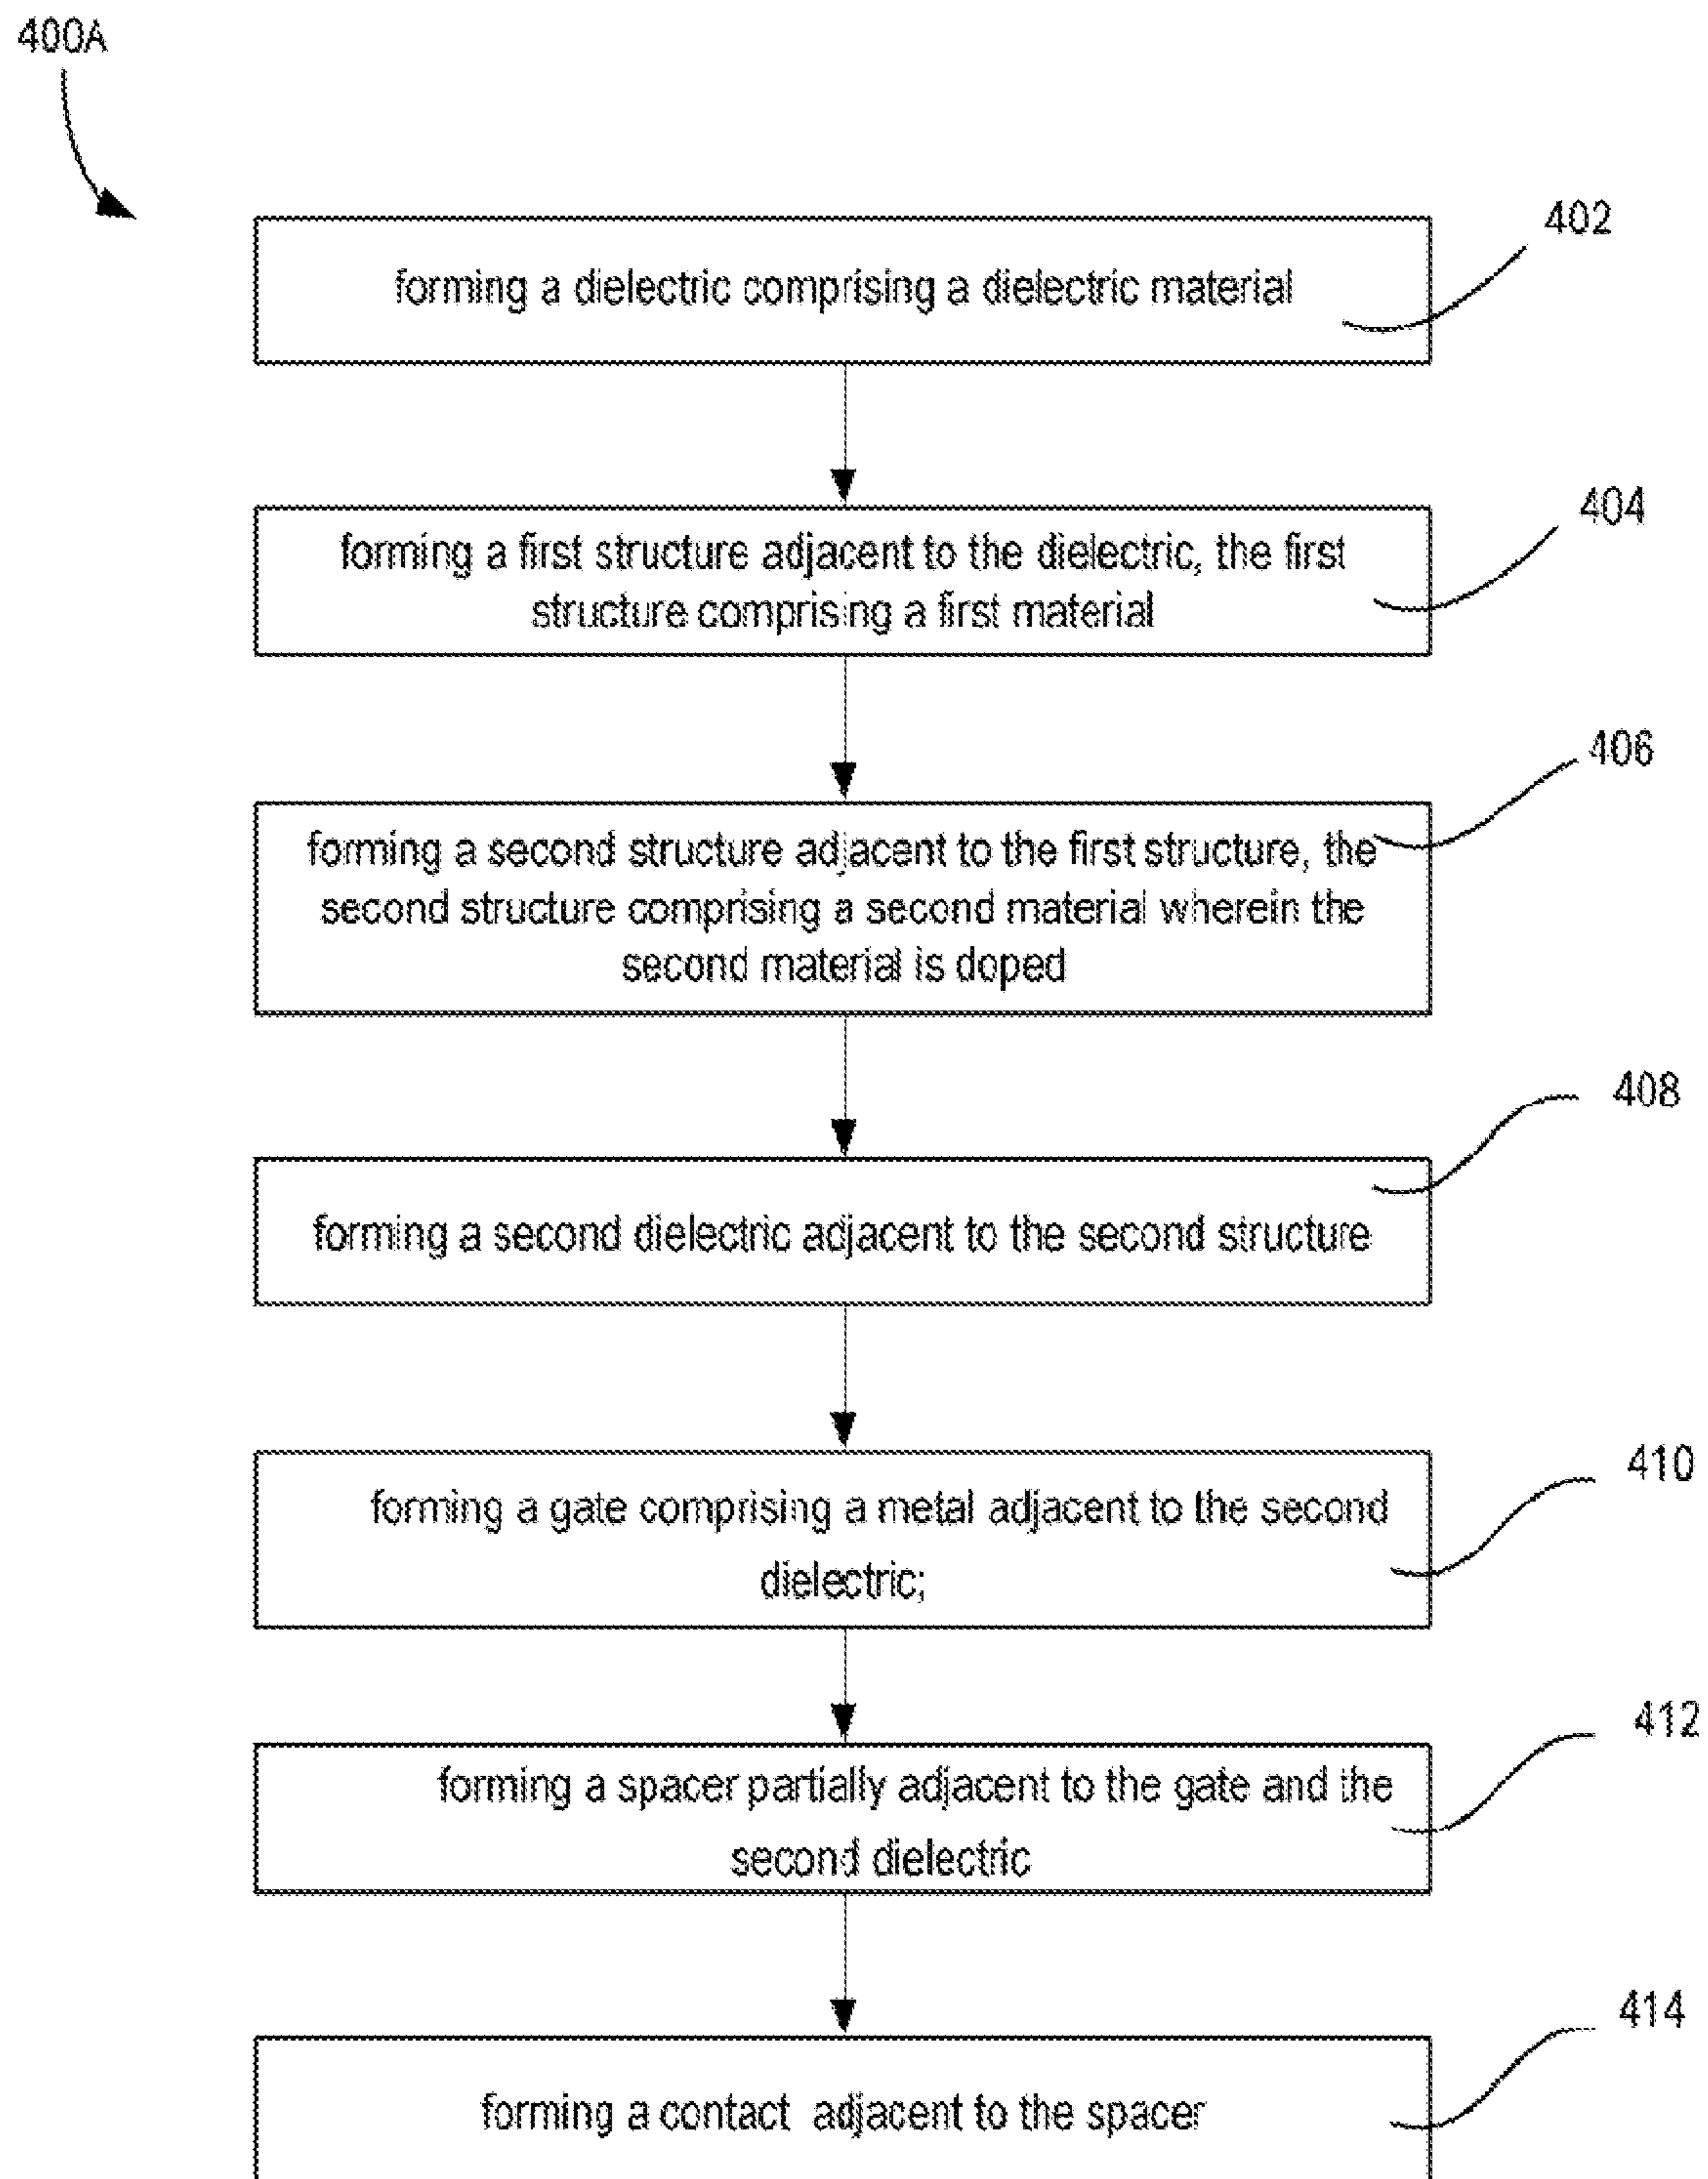 400A
402
forming a dielectric comprising a dielectric material
404
forming a first structure adjacent to the dielectric, the first
structure comprising a first material
406
forming a second structure adjacent to the first structure, the
second structure comprising a second material wherein the
second material is doped
408
forming a second dielectric adjacent to the second structure
410
forming a gate comprising a metal adjacent to the second
dielectric;
412
forming a spacer partially adjacent to the gate and the
second dielectric
414
forming a contact adjacent to the spacer